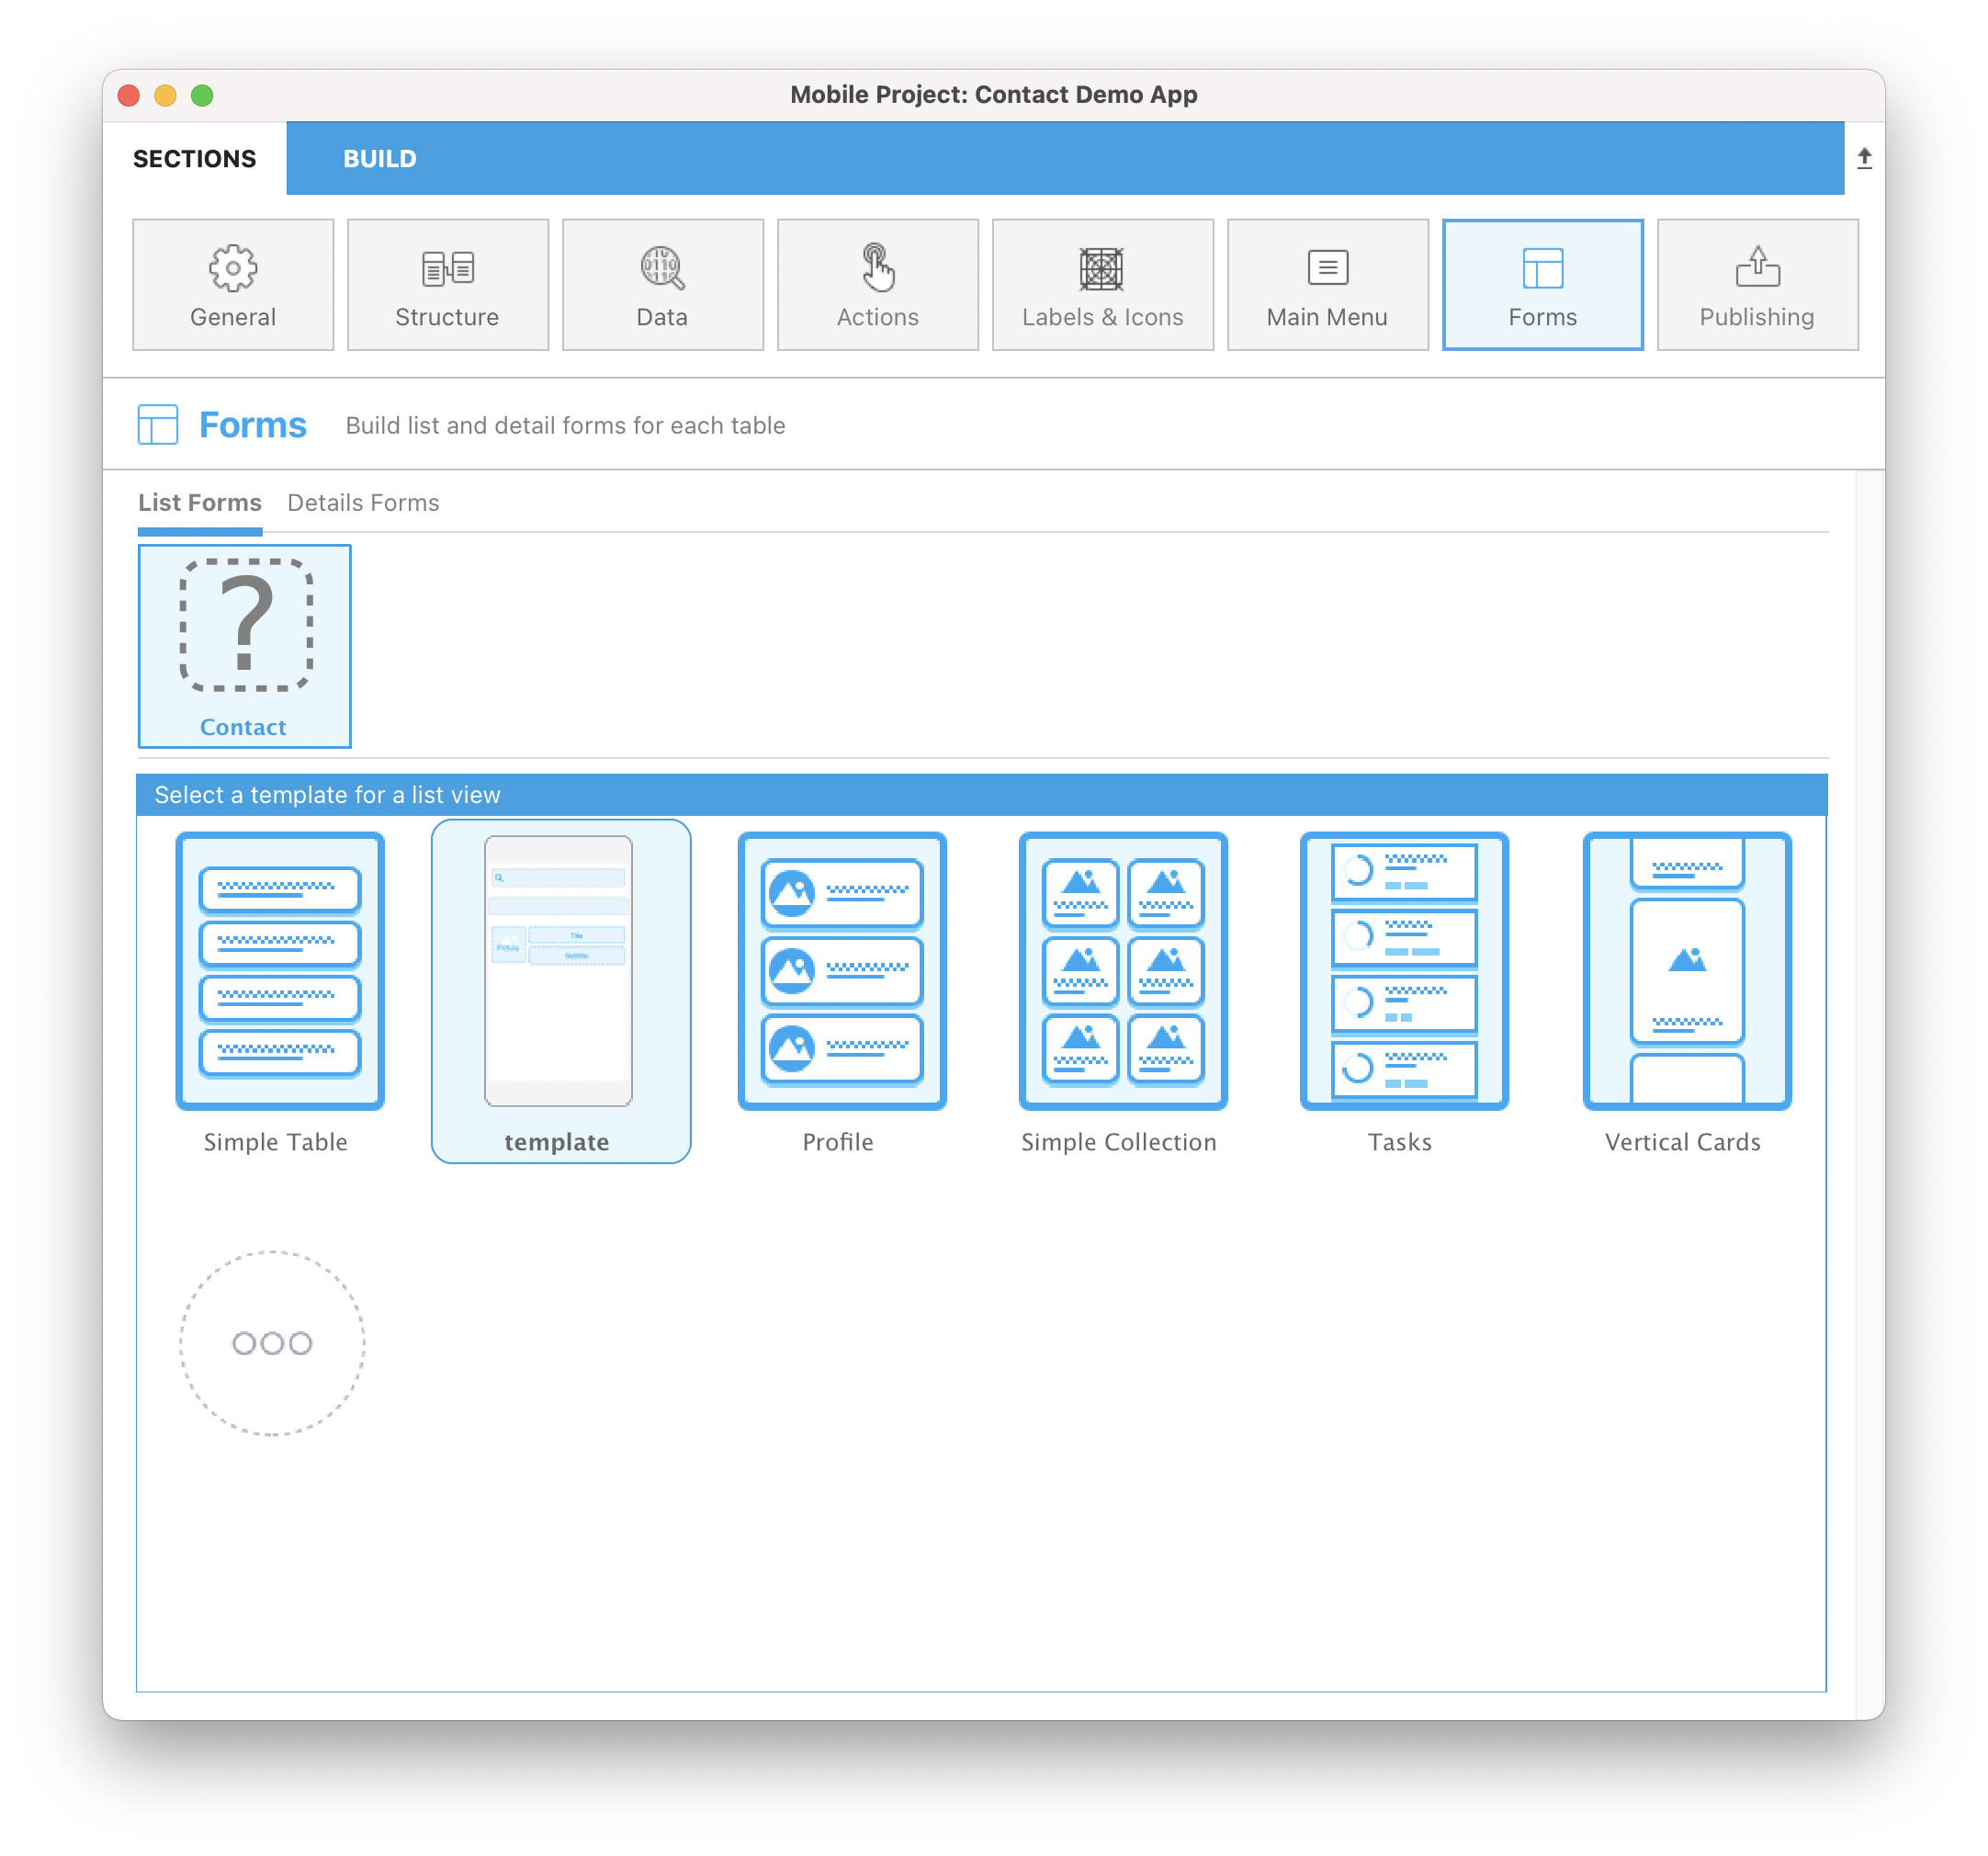 Mobile Project: Contact Demo App
SECTIONS BUILD
General Structure Data Actions Labels & Icons Main Menu Forms Publishing
Forms Build list and detail forms for each table
List Forms Details Forms
?
Contact
Select a template for a list view
Title
Simple Table template Profile Simple Collection Tasks Vertical Cards